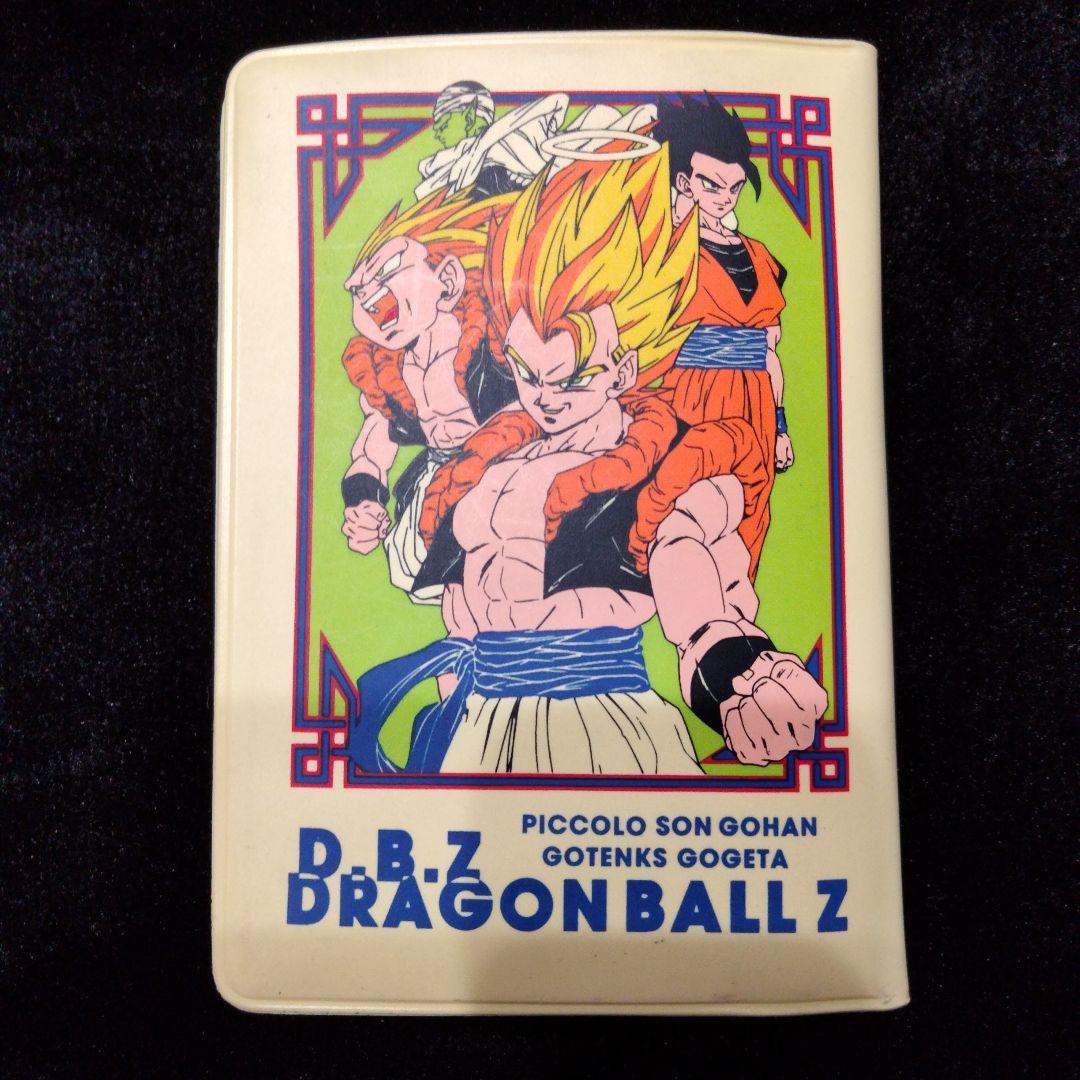 PICCOLO SON GOHAN
GOTENKS GOGETA
D.B.Z
DRAGON BALL Z